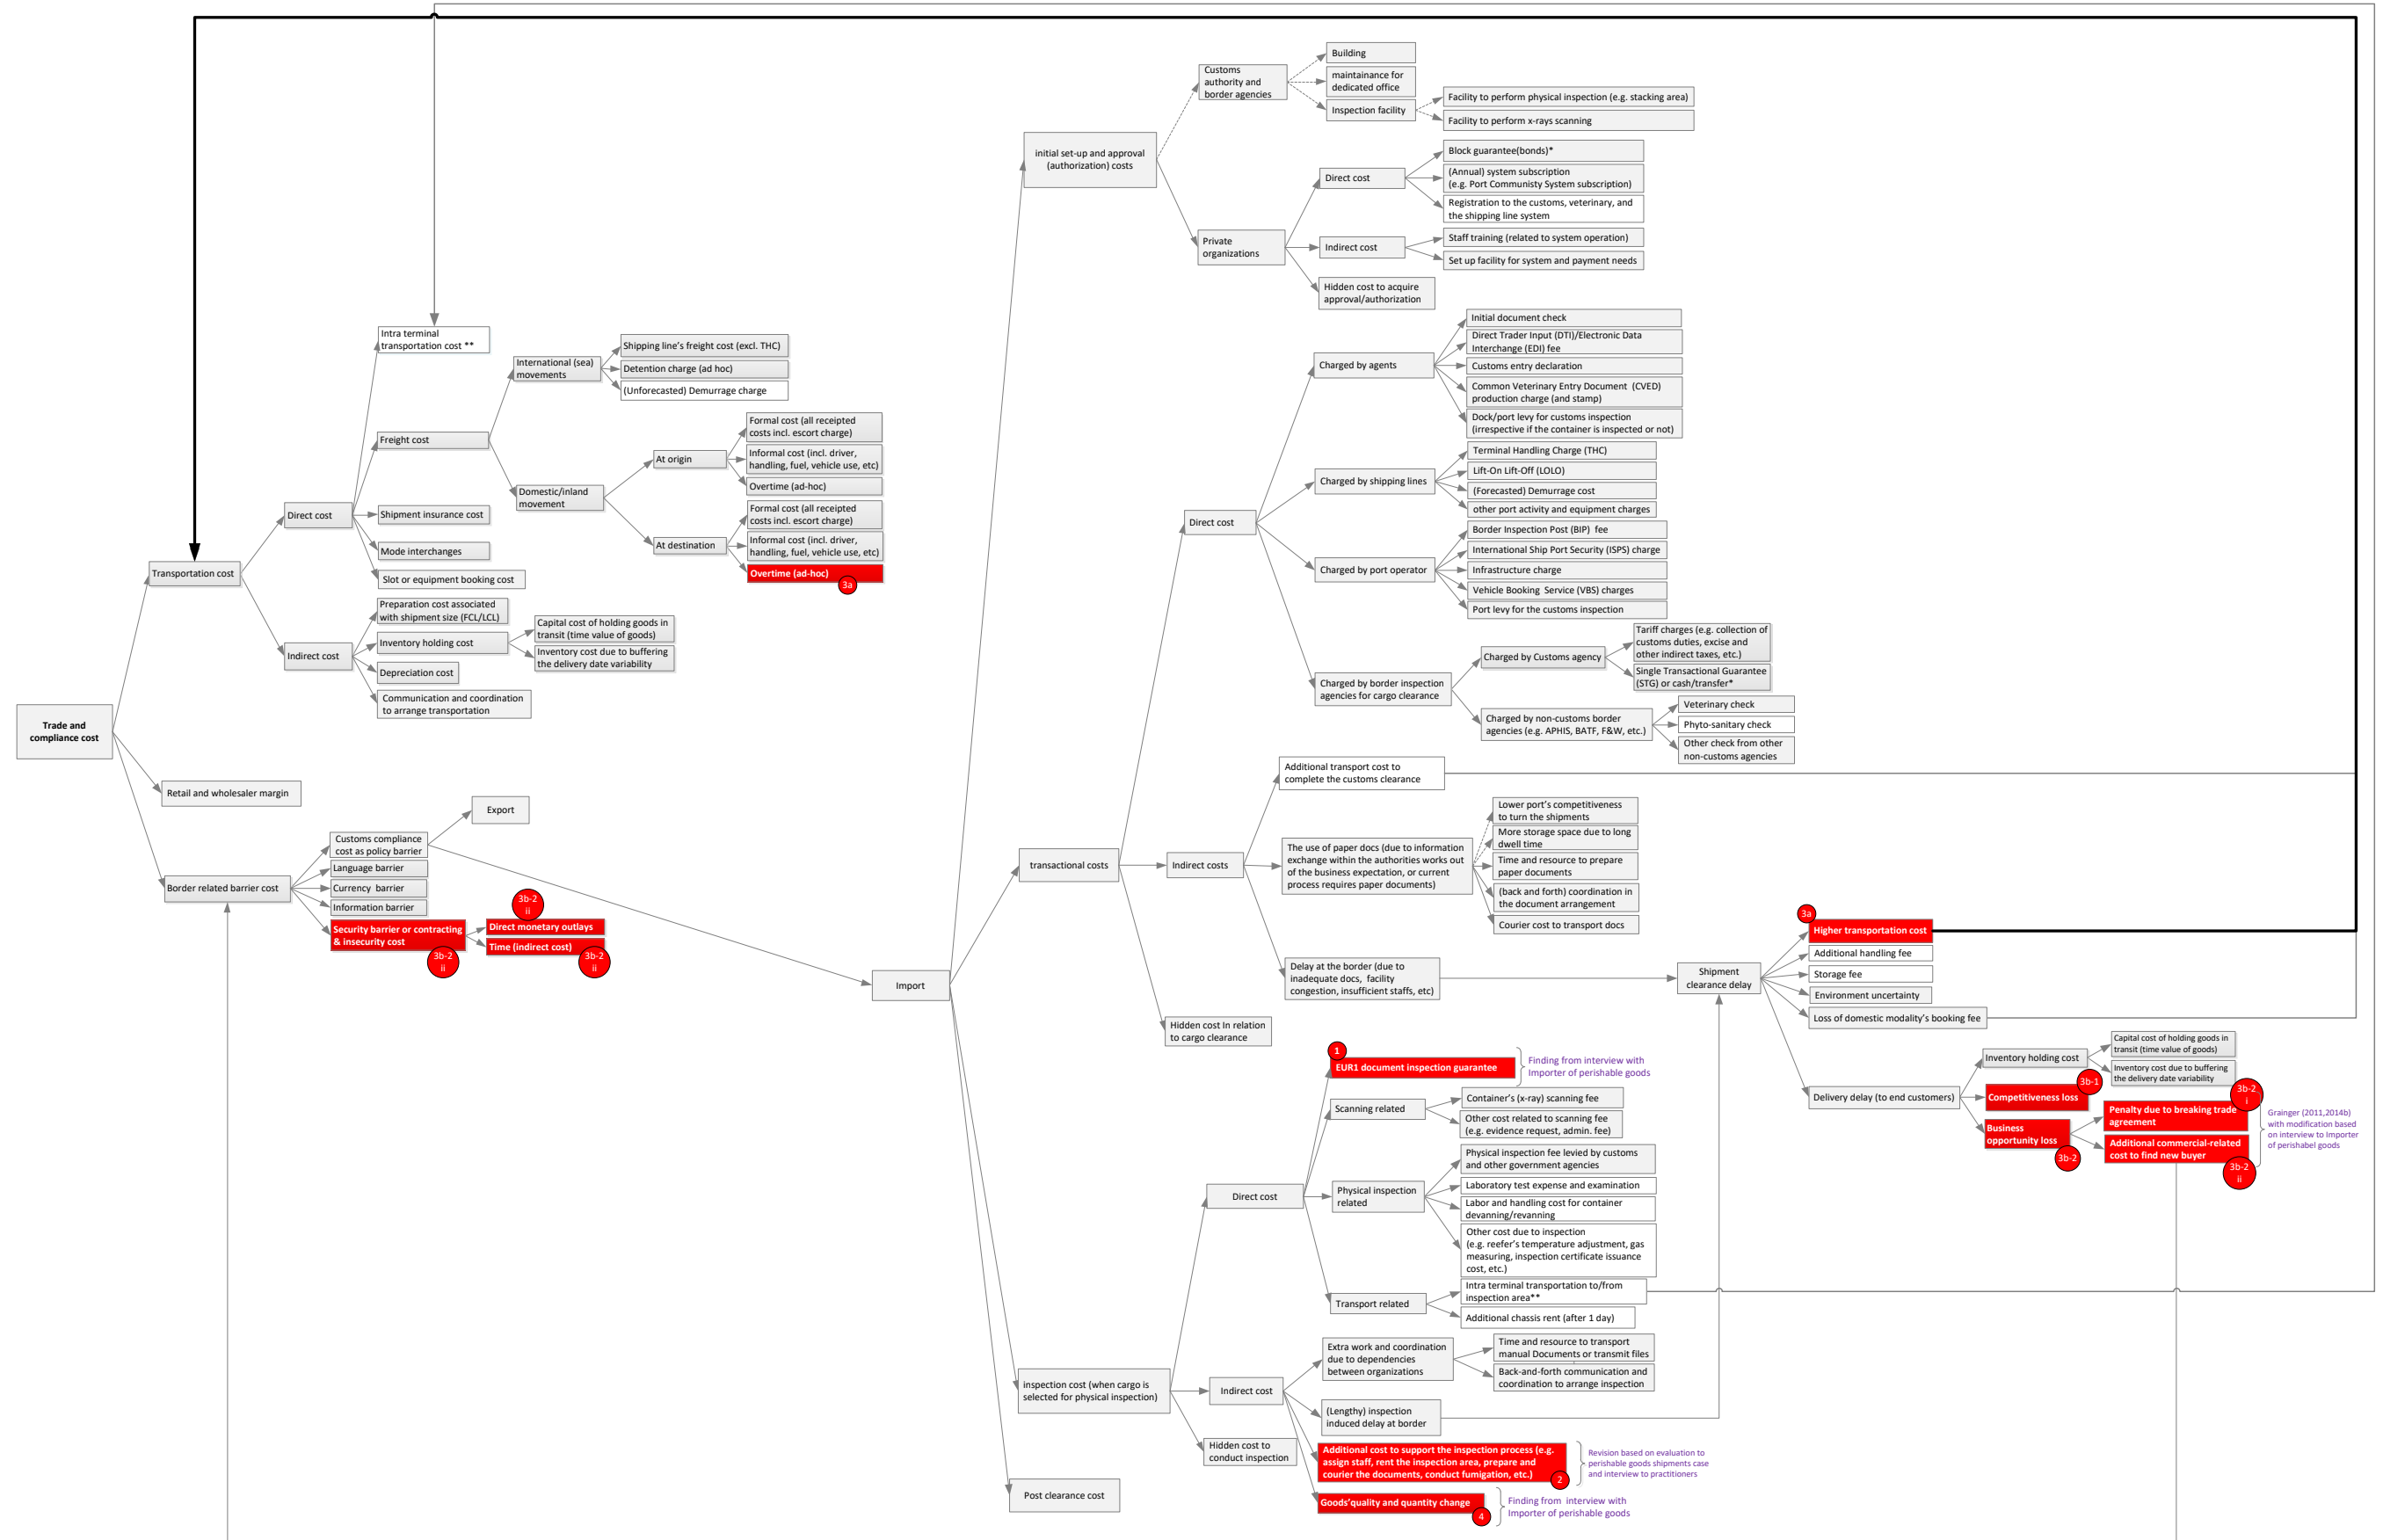 Trade and
compliance cost
Transportation cost
Retail and wholesaler margin
Border related barrier cost
Direct cost
Indirect cost
Intra terminal
transportation cost **
Freight cost
Shipment insurance cost
Mode interchanges
Slot or equipment booking cost
International (sea)
movements
Shipping line's freight cost (excl. THC)
Detention charge (ad hoc)
(Unforecasted) Demurrage charge
Domestic/inland
movement
At origin
Formal cost (all receipted
costs incl. escort charge)
Informal cost (incl. driver,
handling, fuel, vehicle use, etc)
Overtime (ad-hoc)
At destination
Formal cost (all receipted
costs incl. escort charge)
Informal cost (incl. driver,
handling, fuel, vehicle use, etc)
Overtime (ad-hoc)
3a
Preparation cost associated
with shipment size (FCL/LCL)
Inventory holding cost
Capital cost of holding goods in
transit (time value of goods)
Inventory cost due to buffering
the delivery date variability
Depreciation cost
Communication and coordination
to arrange transportation
Customs compliance
cost as policy barrier
Language barrier
Currency barrier
Information barrier
Security barrier or contracting
& insecurity cost
3b-2
ii
Direct monetary outlays
3b-2
ii
Time (indirect cost)
3b-2
ii
Export
Import
initial set-up and approval
(authorization) costs
Customs
authority and
border agencies
Building
maintainance for
dedicated office
Inspection facility
Facility to perform physical inspection (e.g. stacking area)
Facility to perform x-rays scanning
Private
organizations
Direct cost
Block guarantee(bonds)*
(Annual) system subscription
(e.g. Port Communisty System subscription)
Registration to the customs, veterinary, and
the shipping line system
Indirect cost
Staff training (related to system operation)
Set up facility for system and payment needs
Hidden cost to acquire
approval/authorization
transactional costs
Direct cost
Charged by agents
Initial document check
Direct Trader Input (DTI)/Electronic Data
Interchange (EDI) fee
Customs entry declaration
Common Veterinary Entry Document (CVED)
production charge (and stamp)
Dock/port levy for customs inspection
(irrespective if the container is inspected or not)
Charged by shipping lines
Terminal Handling Charge (THC)
Lift-On Lift-Off (LOLO)
(Forecasted) Demurrage cost
other port activity and equipment charges
Charged by port operator
Border Inspection Post (BIP) fee
International Ship Port Security (ISPS) charge
Infrastructure charge
Vehicle Booking Service (VBS) charges
Port levy for the customs inspection
Charged by border inspection
agencies for cargo clearance
Charged by Customs agency
Tariff charges (e.g. collection of
customs duties, excise and
other indirect taxes, etc.)
Single Transactional Guarantee
(STG) or cash/transfer*
Charged by non-customs border
agencies (e.g. APHIS, BATF, F&W, etc.)
Veterinary check
Phyto-sanitary check
Other check from other
non-customs agencies
Indirect costs
Additional transport cost to
complete the customs clearance
The use of paper docs (due to information
exchange within the authorities works out
of the business expectation, or current
process requires paper documents)
Lower port's competitiveness
to turn the shipments
More storage space due to long
dwell time
Time and resource to prepare
paper documents
(back and forth) coordination in
the document arrangement
Courier cost to transport docs
Delay at the border (due to
inadequate docs, facility
congestion, insufficient staffs, etc)
Hidden cost In relation
to cargo clearance
Shipment
clearance delay
3a
Higher transportation cost
Additional handling fee
Storage fee
Environment uncertainty
Loss of domestic modality's booking fee
Delivery delay (to end customers)
Inventory holding cost
Capital cost of holding goods in
transit (time value of goods)
Inventory cost due to buffering
the delivery date variability
3b-1
Competitiveness loss
Business
opportunity loss
3b-2
3b-2
i
Penalty due to breaking trade
agreement
Additional commercial-related
cost to find new buyer
3b-2
ii
Grainger (2011,2014b)
with modification based
on interview to Importer
of perishabel goods
inspection cost (when cargo is
selected for physical inspection)
Direct cost
1
EUR1 document inspection guarantee
Finding from interview with
Importer of perishable goods
Scanning related
Container's (x-ray) scanning fee
Other cost related to scanning fee
(e.g. evidence request, admin. fee)
Physical inspection
related
Physical inspection fee levied by customs
and other government agencies
Laboratory test expense and examination
Labor and handling cost for container
devanning/revanning
Other cost due to inspection
(e.g. reefer's temperature adjustment, gas
measuring, inspection certificate issuance
cost, etc.)
Transport related
Intra terminal transportation to/from
inspection area**
Additional chassis rent (after 1 day)
Indirect cost
Extra work and coordination
due to dependencies
between organizations
Time and resource to transport
manual Documents or transmit files
Back-and-forth communication and
coordination to arrange inspection
(Lengthy) inspection
induced delay at border
Additional cost to support the inspection process (e.g.
assign staff, rent the inspection area, prepare and
courier the documents, conduct fumigation, etc.)
2
Revision based on evaluation to
perishable goods shipments case
and interview to practitioners
Goods'quality and quantity change
4
Finding from interview with
Importer of perishable goods
Hidden cost to
conduct inspection
Post clearance cost